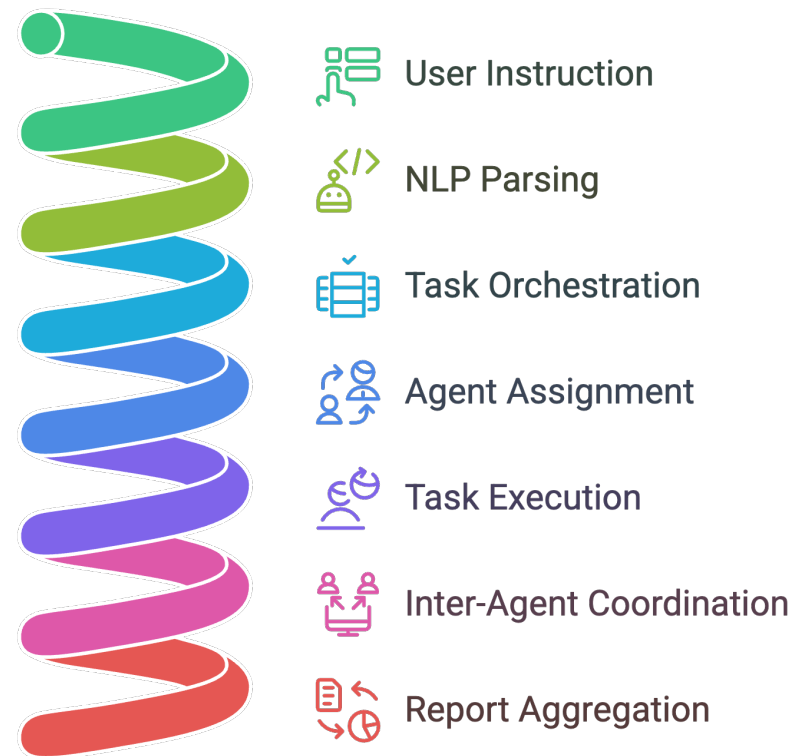 User Instruction
NLP Parsing
Task Orchestration
Agent Assignment
Task Execution
Inter-Agent Coordination
Report Aggregation